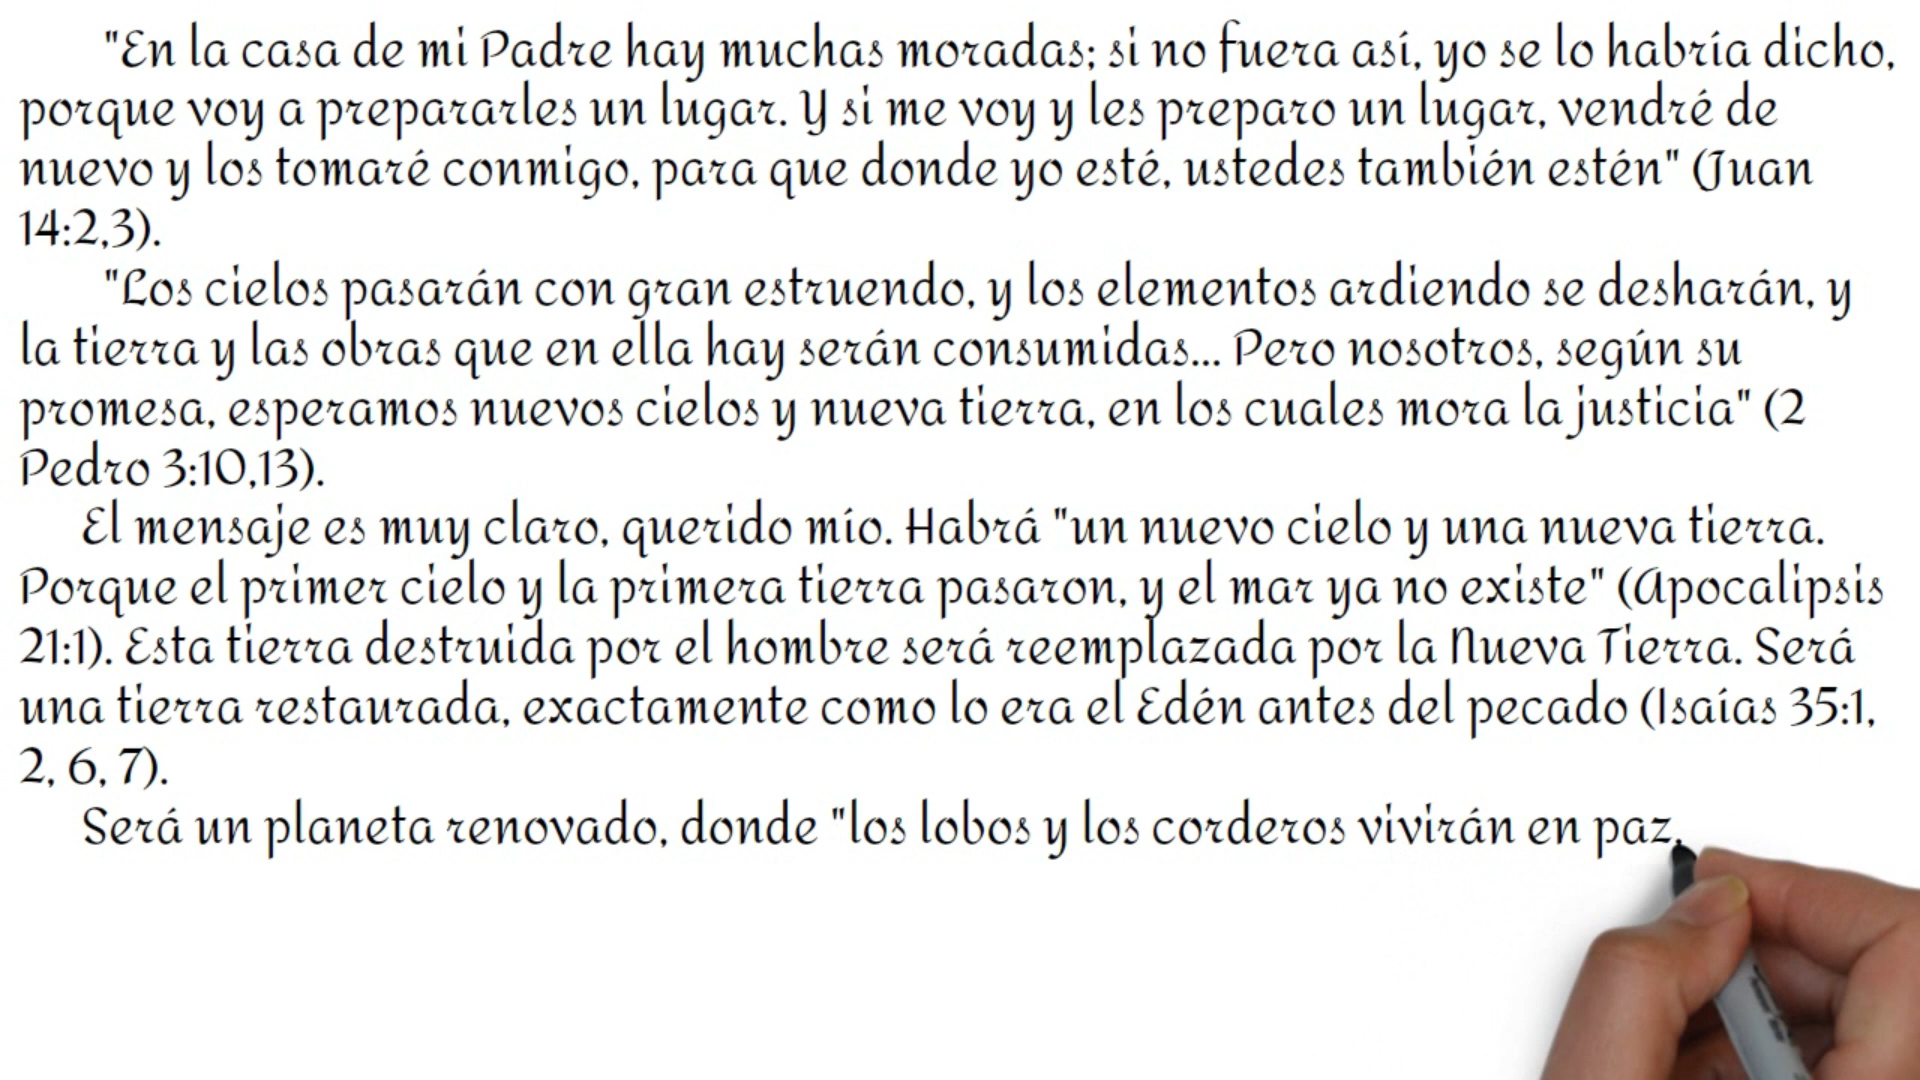 "En la casa de mi Padre hay muchas moradas; si no fuera así, yo se lo habría dicho,
porque voy a prepararles un lugar. Y si me voy y les preparo un lugar, vendré de
nuevo y los tomaré conmigo, para que donde yo esté, ustedes también estén" (Juan
14:2,3).
"Los cielos pasarán con gran estruendo, y los elementos ardiendo se desharán, y
la tierra y las obras que en ella hay serán consumidas... Pero nosotros, según su
promesa, esperamos nuevos cielos y nueva tierra, en los cuales mora la justicia" (2
Pedro 3:10,13).
El mensaje es muy claro, querido mío. Habrá "un nuevo cielo y una nueva tierra.
Porque el primer cielo y la primera tierra pasaron, y el mar ya no existe" (Apocalipsis
21:1). Esta tierra destruida por el hombre será reemplazada por la Nueva Tierra. Será
una tierra restaurada, exactamente como lo era el Edén antes del pecado (Isaías 35:1,
2, 6, 7).
Será un planeta renovado, donde "los lobos y los corderos vivirán en paz,